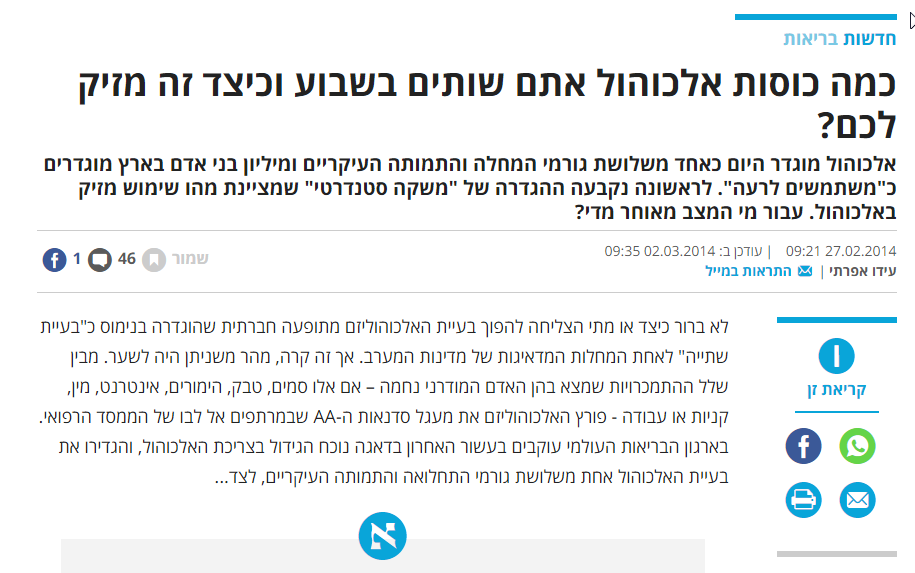 חדשות בריאות
כמה כוסות אלכוהול אתם שותים בשבוע וכיצד זה מזיק
לכם?
אלכוהול מוגדר היום כאחד משלושת גורמי המחלה והתמותה העיקריים ומיליון בני אדם בארץ מוגדרים
כ"משתמשים לרעה". לראשונה נקבעה ההגדרה של "משקה סטנדרטי" שמציינת מהו שימוש מזיק
באלכוהול. עבור מי המצב מאוחר מדי?
27.02.2014 09:21 | עודכן ב: 02.03.2014 09:35
עידו אפרתי | התראות במייל
שמור 46 1
קריאת זן
לא ברור כיצד או מתי הצליחה להפוך בעיית האלכוהוליזם מתופעה חברתית שהוגדרה בנימוס כ"בעיית
שתייה" לאחת המחלות המדאיגות של מדינות המערב. אך זה קרה, מהר משניתן היה לשער. מבין
שלל ההתמכרויות שמצא בהן האדם המודרני נחמה – אם אלו סמים, טבק, הימורים, אינטרנט, מין,
קניות או עבודה - פורץ האלכוהוליזם את מעגל סדנאות ה-AA שבמרתפים אל לבו של הממסד הרפואי.
בארגון הבריאות העולמי עוקבים בעשור האחרון בדאגה נוכח הגידול בצריכת האלכוהול, והגדירו את
בעיית האלכוהול אחת משלושת גורמי התחלואה והתמותה העיקריים, לצד...